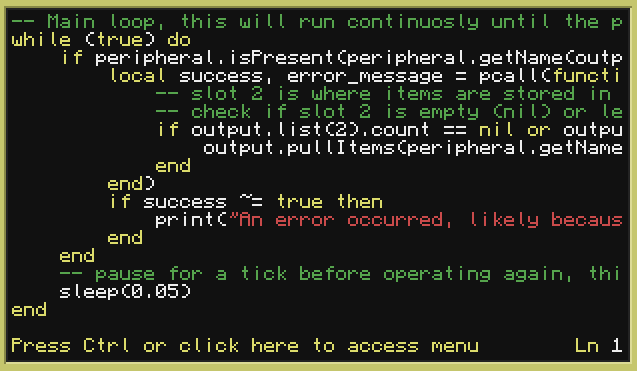 -- Main loop, this will run continuosly until the p
while (true) do
    if peripheral.isPresent(peripheral.getName(outp
        local success, error_message = pcall(functi
            -- slot 2 is where items are stored in
            -- check if slot 2 is empty (nil) or le
            if output.list(2).count == nil or outpu
                output.pullItems(peripheral.getName
            end
        end)
        if success ~= true then
            print("An error occurred, likely becaus
        end
    end
    -- pause for a tick before operating again, thi
    sleep(0.05)
end
Press Ctrl or click here to access menu        Ln 1